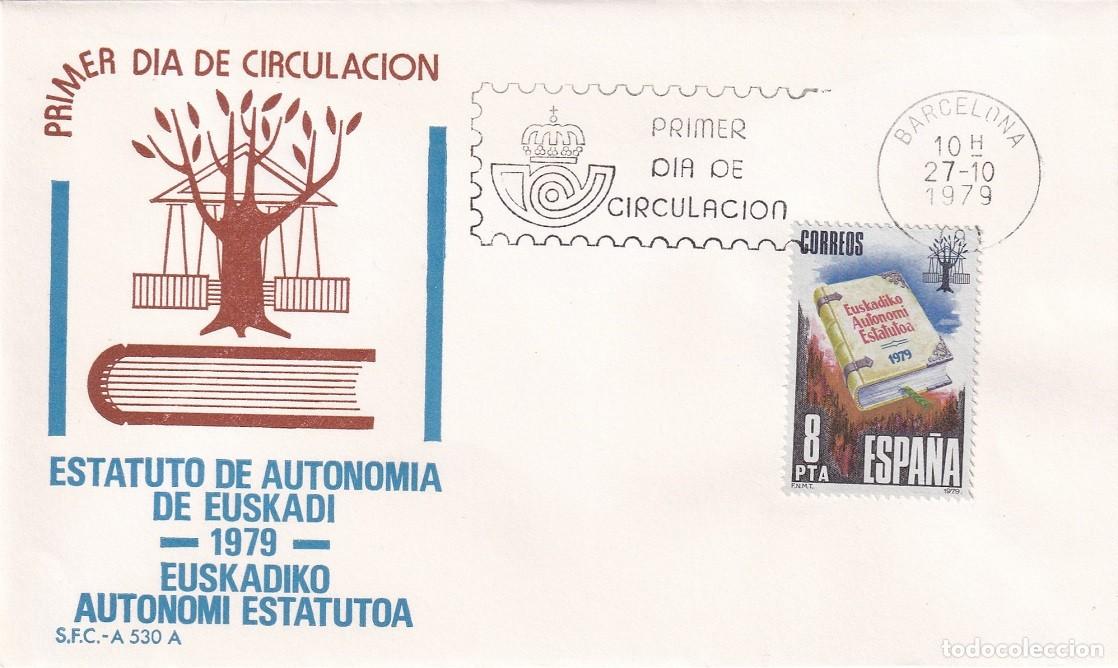 PRIMER DIA DE CIRCULACION
ESTATUTO DE AUTONOMIA
DE EUSKADI
— 1979 —
EUSKADIKO
AUTONOMI ESTATUTOA
S.F.C.-A 530 A
PRIMER
DIA DE
CIRCULACION
BARCELONA
10 H
27-10
1979
CORREOS
Euskadiko
Autonomi
Estatutoa
1979
8
PTA
ESPAÑA
F.N.M.T.
1979
todocoleccion